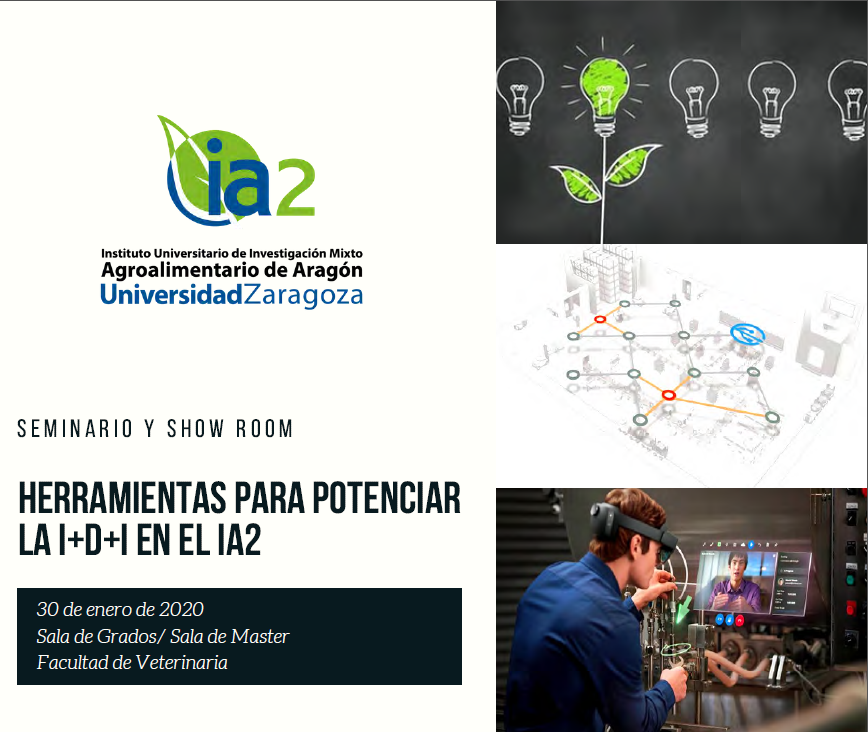 ia2
Instituto Universitario de Investigación Mixto
Agroalimentario de Aragón
UniversidadZaragoza
SEMINARIO Y SHOW ROOM
HERRAMIENTAS PARA POTENCIAR
LA I+D+I EN EL IA2
30 de enero de 2020
Sala de Grados/ Sala de Master
Facultad de Veterinaria